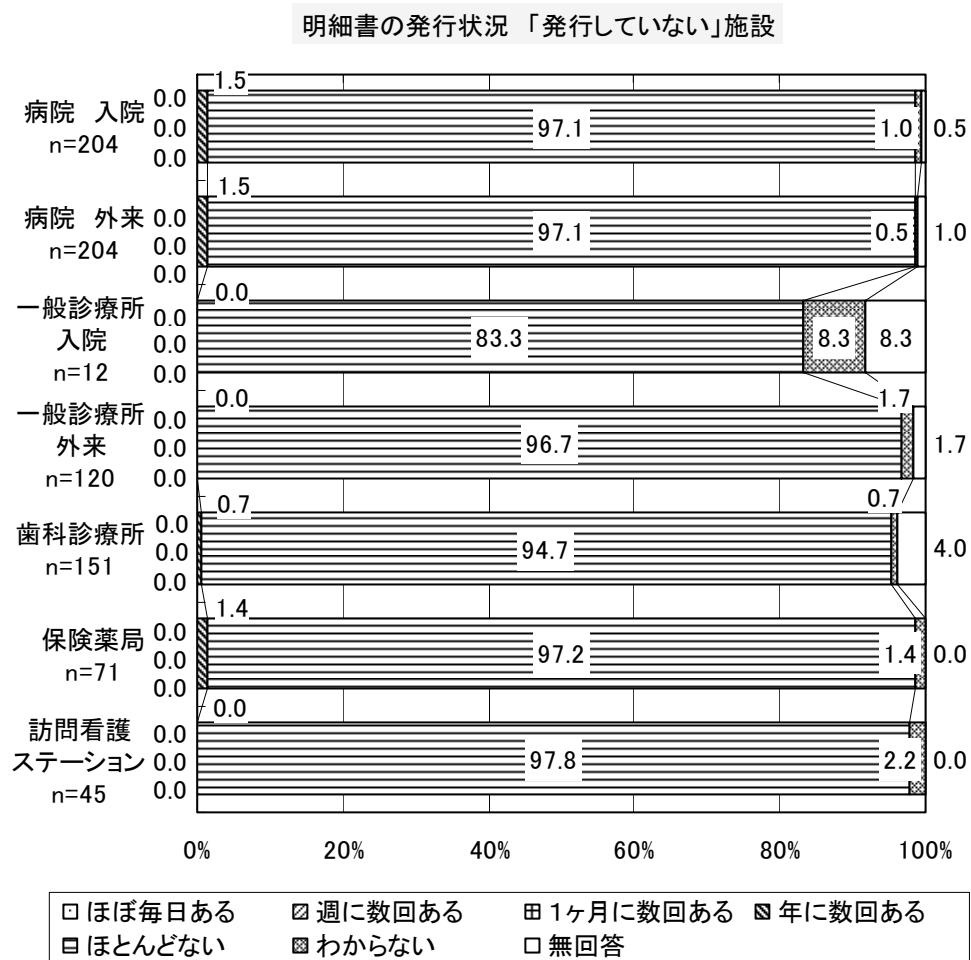 明細書の発行状況 「発行していない」施設
1.5
病院 入院
n=204
0.0
0.0
0.0
97.1
1.0
0.5
1.5
病院 外来
n=204
0.0
0.0
0.0
97.1
0.5
1.0
0.0
一般診療所
入院
n=12
0.0
0.0
0.0
83.3
8.3
8.3
0.0
1.7
一般診療所
外来
n=120
0.0
0.0
0.0
96.7
1.7
0.7
0.7
歯科診療所
n=151
0.0
0.0
0.0
94.7
4.0
1.4
保険薬局
n=71
0.0
0.0
0.0
97.2
1.4
0.0
0.0
訪問看護
ステーション
n=45
0.0
0.0
0.0
97.8
2.2
0.0
0% 20% 40% 60% 80% 100%
ほぼ毎日ある 週に数回ある 1ヶ月に数回ある 年に数回ある
ほとんどない わからない 無回答